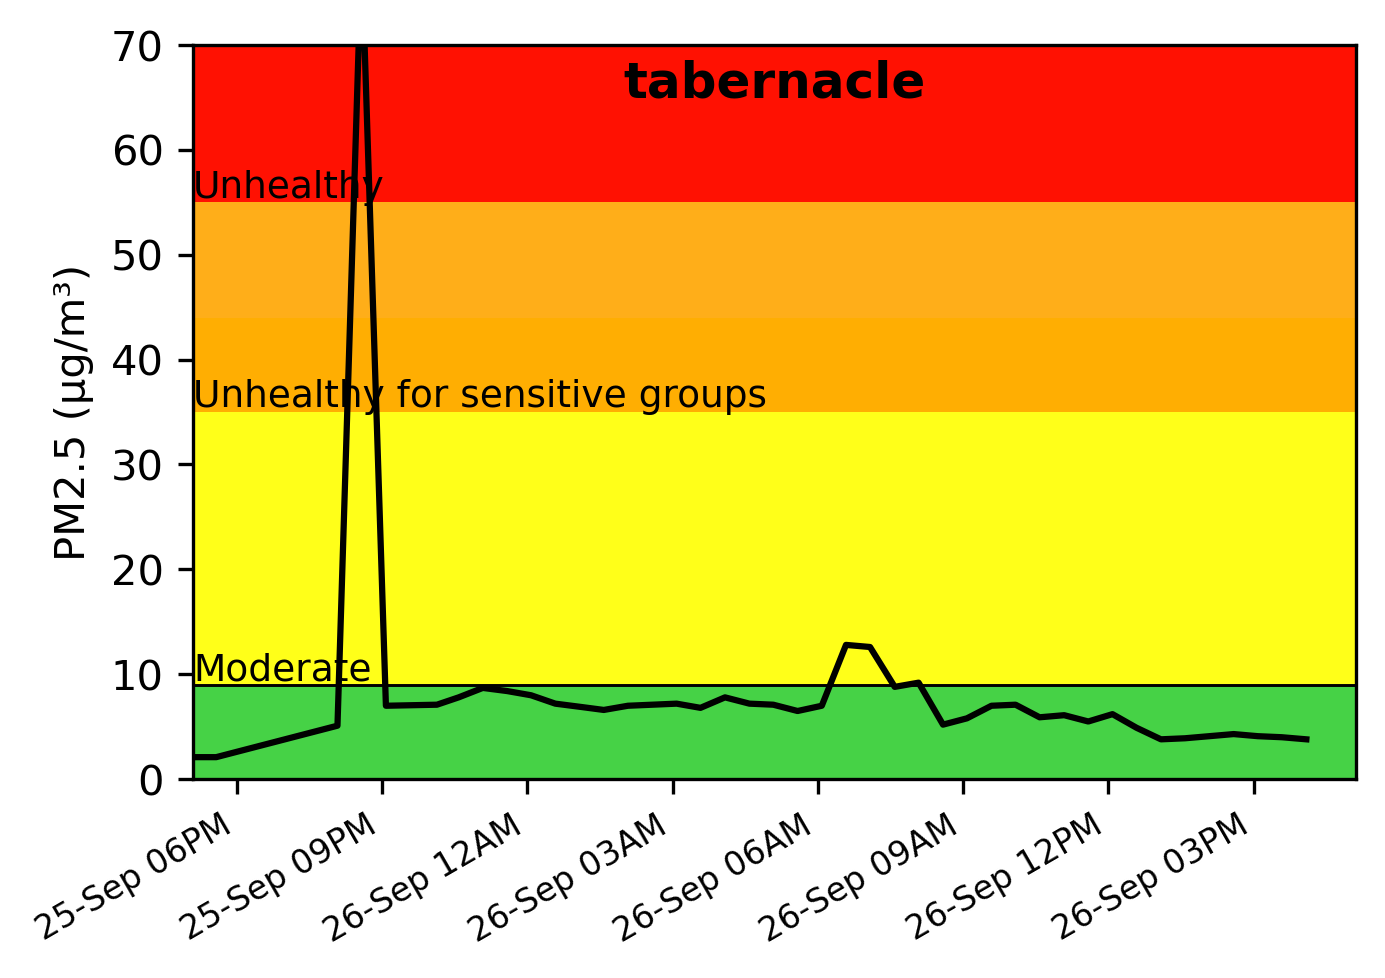 tabernacle
PM2.5 (µg/m³)
70
60
50
40
30
20
10
0
Unhealthy
Unhealthy for sensitive groups
Moderate
25-Sep 06PM
25-Sep 09PM
26-Sep 12AM
26-Sep 03AM
26-Sep 06AM
26-Sep 09AM
26-Sep 12PM
26-Sep 03PM